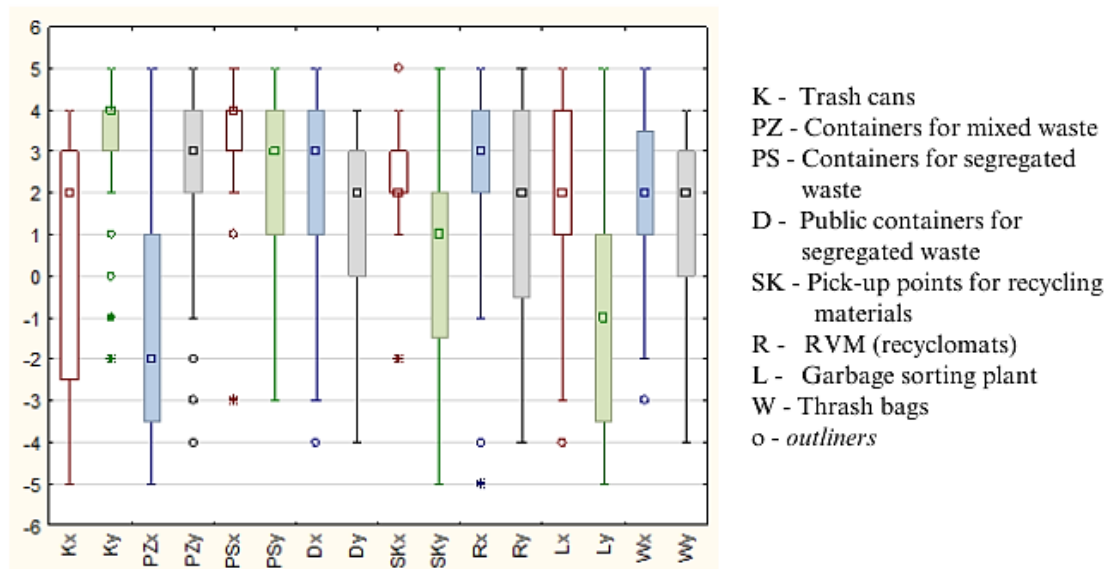 6
5
4
3
2
1
0
-1
-2
-3
-4
-5
-6
Kx
Ky
PZx
PZy
PSx
PSy
Dx
Dy
SKx
SKy
Rx
Ry
Lx
Ly
Wx
Wy
K - Trash cans
PZ - Containers for mixed waste
PS - Containers for segregated
waste
D - Public containers for
segregated waste
SK - Pick-up points for recycling
materials
R - RVM (recyclomats)
L - Garbage sorting plant
W - Thrash bags
o - outliners